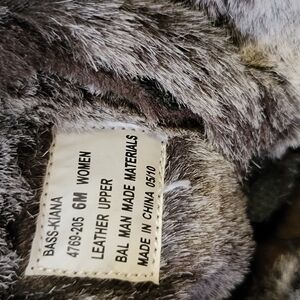 BASS-KIANA
4769-205 6M WOMEN
LEATHER UPPER
BAL MAN MADE MATERIALS
MADE IN CHINA 05/10